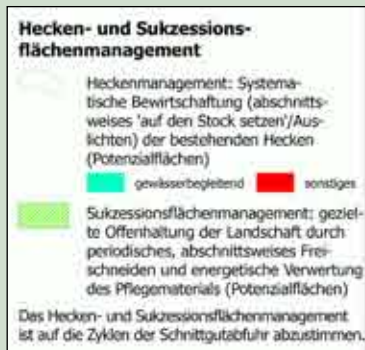 Hecken- und Sukzessions-
flächenmanagement
Heckenmanagement: Systema-
tische Bewirtschaftung (abschnitts-
weises 'auf den Stock setzen'/Aus-
lichten) der bestehenden Hecken
(Potenzialflächen)
gewässerbegleitend sonstiges
Sukzessionsflächenmanagement: geziel-
te Offenhaltung der Landschaft durch
periodisches, abschnittsweises Frei-
schneiden und energetische Verwertung
des Pflegematerials (Potenzialflächen)
Das Hecken- und Sukzessionsflächenmanagement
ist auf die Zyklen der Schnittgutabfuhr abzustimmen.